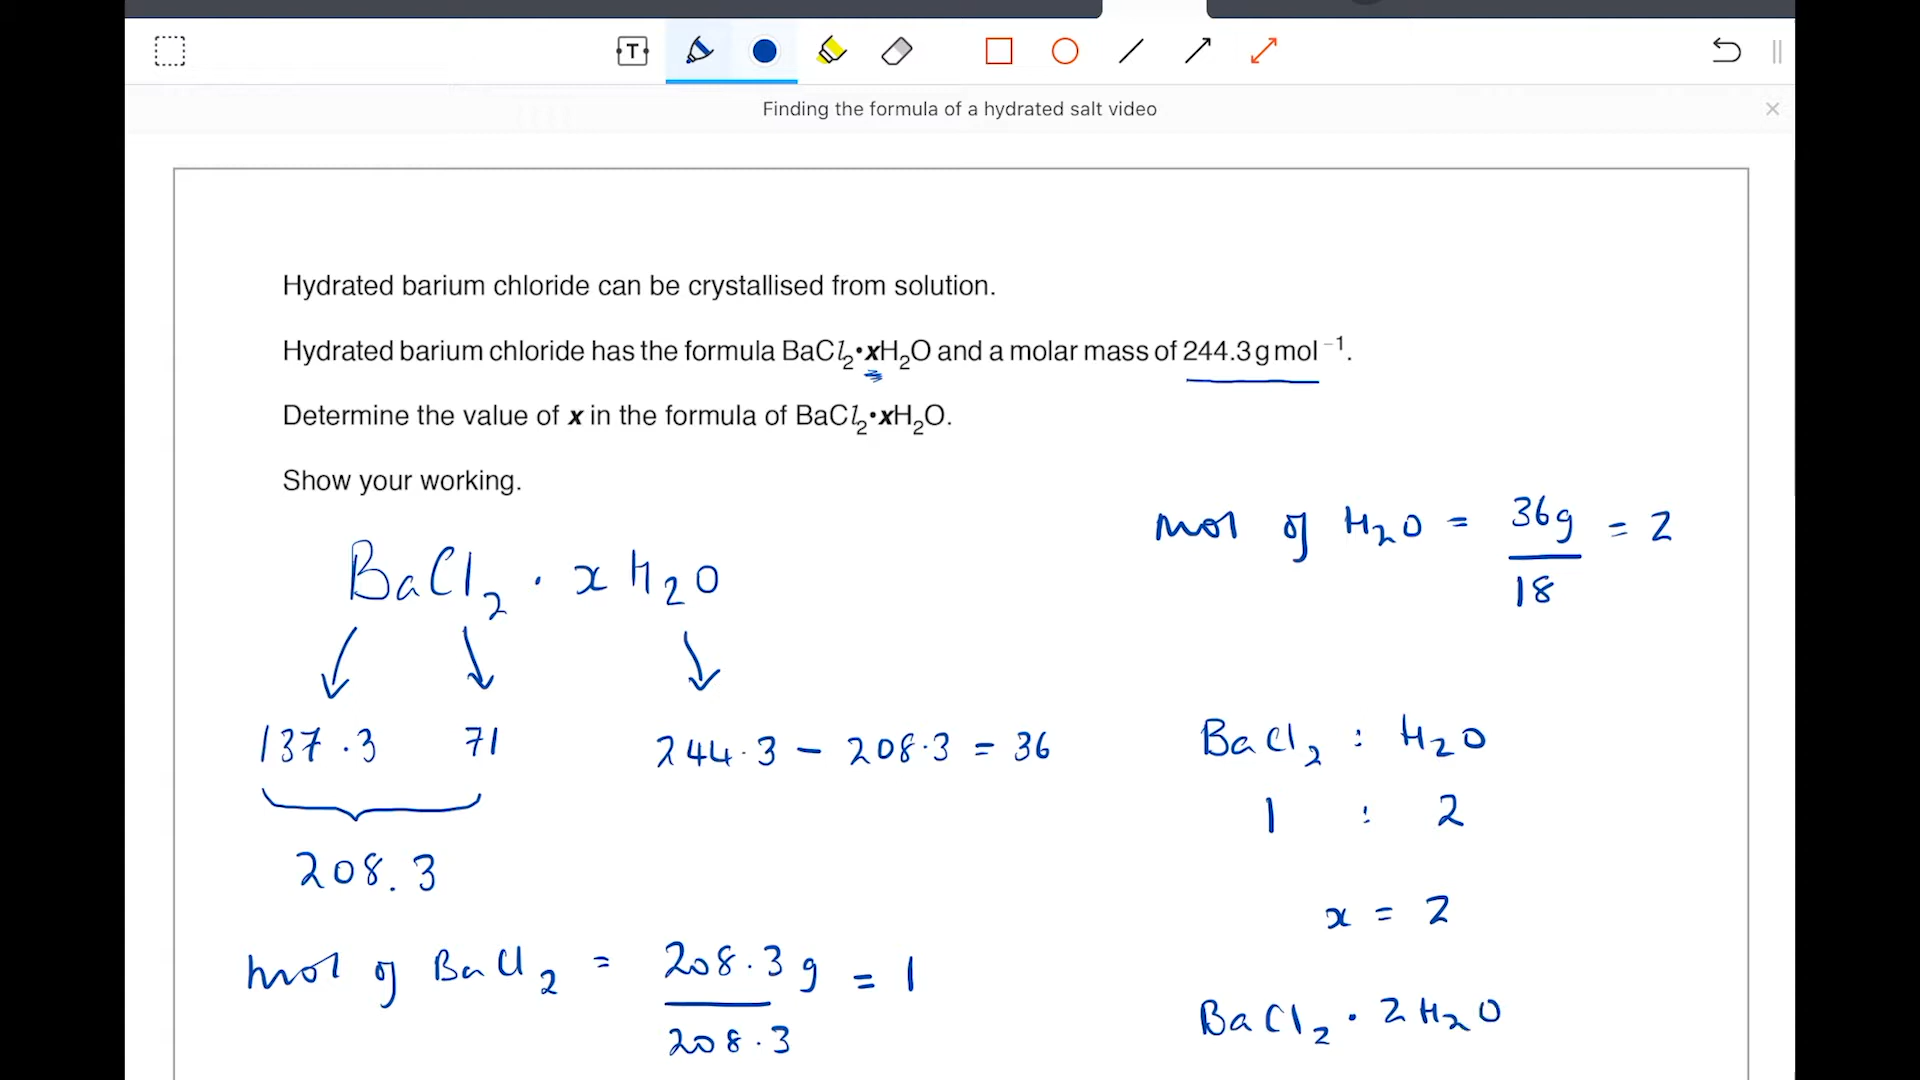 T
Finding the formula of a hydrated salt video
Hydrated barium chloride can be crystallised from solution.
Hydrated barium chloride has the formula BaCl₂•xH₂O and a molar mass of 244.3 g mol⁻¹.
Determine the value of x in the formula of BaCl₂•xH₂O.
Show your working.
BaCl₂ · x H₂O
137.3 71
244.3 – 208.3 = 36
208.3
mol of BaCl₂ = 208.3 g / 208.3 = 1
mol of H₂O = 36g / 18 = 2
BaCl₂ : H₂O
1 : 2
x = 2
BaCl₂ · 2H₂O